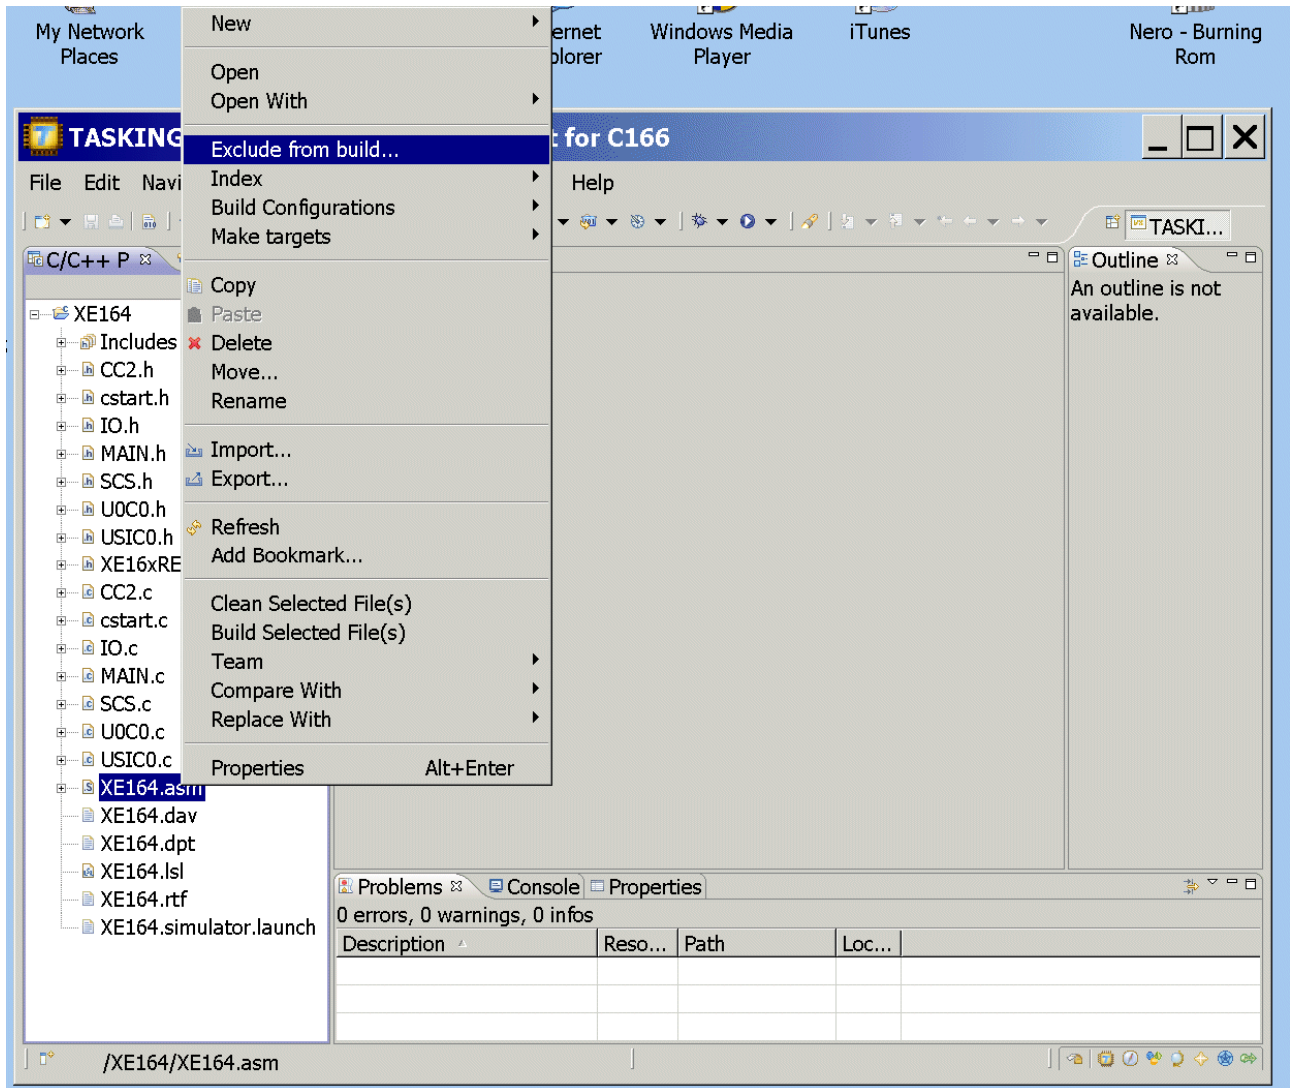 My Network
Places
ernet
plorer
Windows Media
Player
iTunes
Nero - Burning
Rom
New
Open
Open With
Exclude from build...
Index
Build Configurations
Make targets
Copy
Paste
Delete
Move...
Rename
Import...
Export...
Refresh
Add Bookmark...
Clean Selected File(s)
Build Selected File(s)
Team
Compare With
Replace With
Properties Alt+Enter
TASKING
t for C166
File Edit Navi
Help
TASKI...
C/C++ P
Outline
An outline is not
available.
XE164
Includes
CC2.h
cstart.h
IO.h
MAIN.h
SCS.h
U0C0.h
USIC0.h
XE16xRE
CC2.c
cstart.c
IO.c
MAIN.c
SCS.c
U0C0.c
USIC0.c
XE164.asm
XE164.dav
XE164.dpt
XE164.lsl
XE164.rtf
XE164.simulator.launch
Problems Console Properties
0 errors, 0 warnings, 0 infos
Description Reso... Path Loc...
/XE164/XE164.asm